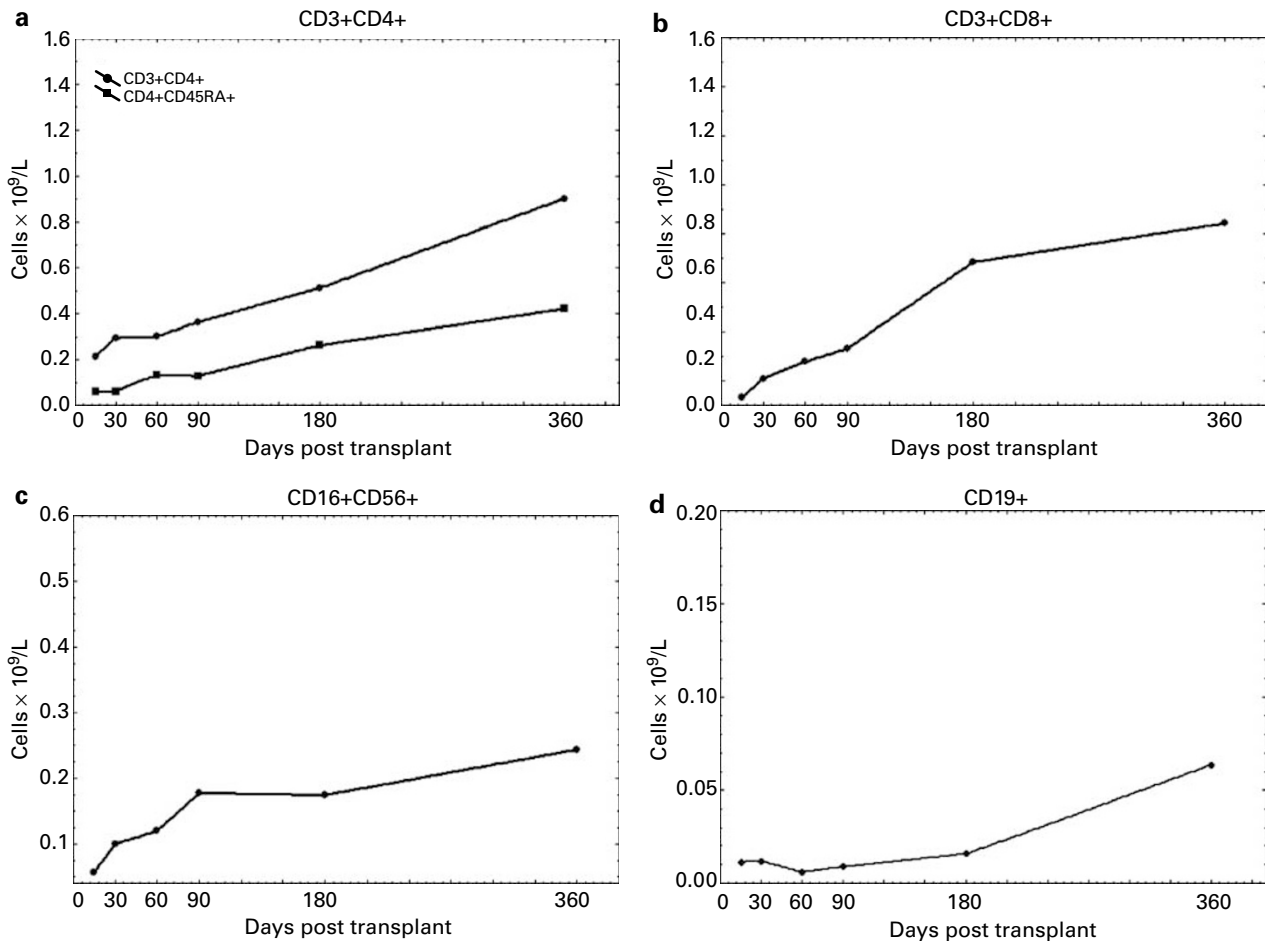 a
CD3+CD4+
1.6
1.4
1.2
1.0
0.8
0.6
0.4
0.2
0.0
Cells × 10⁹/L
CD3+CD4+
CD4+CD45RA+
0 30 60 90 180 360
Days post transplant
b
CD3+CD8+
1.6
1.4
1.2
1.0
0.8
0.6
0.4
0.2
0.0
Cells × 10⁹/L
0 30 60 90 180 360
Days post transplant
c
CD16+CD56+
0.6
0.5
0.4
0.3
0.2
0.1
Cells × 10⁹/L
0 30 60 90 180 360
Days post transplant
d
CD19+
0.20
0.15
0.10
0.05
0.00
Cells × 10⁹/L
0 30 60 90 180 360
Days post transplant